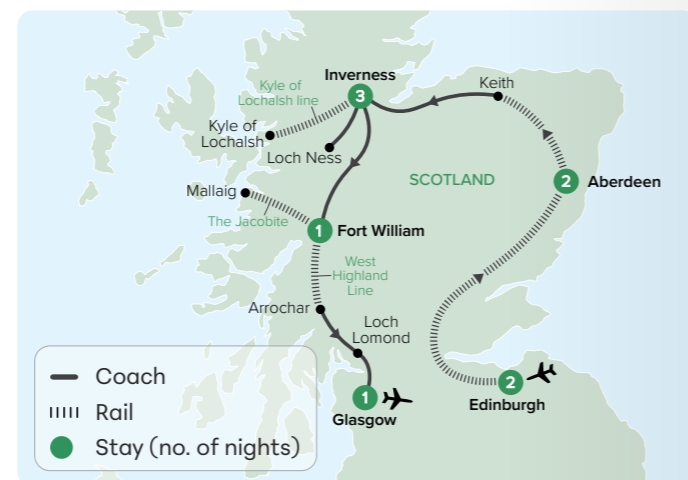 Inverness
3
Keith
Kyle of
Lochalsh line
Kyle of
Lochalsh
Loch Ness
SCOTLAND
2
Aberdeen
Mallaig
The Jacobite
1
Fort William
West
Highland
Line
Arrochar
Loch
Lomond
1
Glasgow
2
Edinburgh
Coach
Rail
Stay (no. of nights)